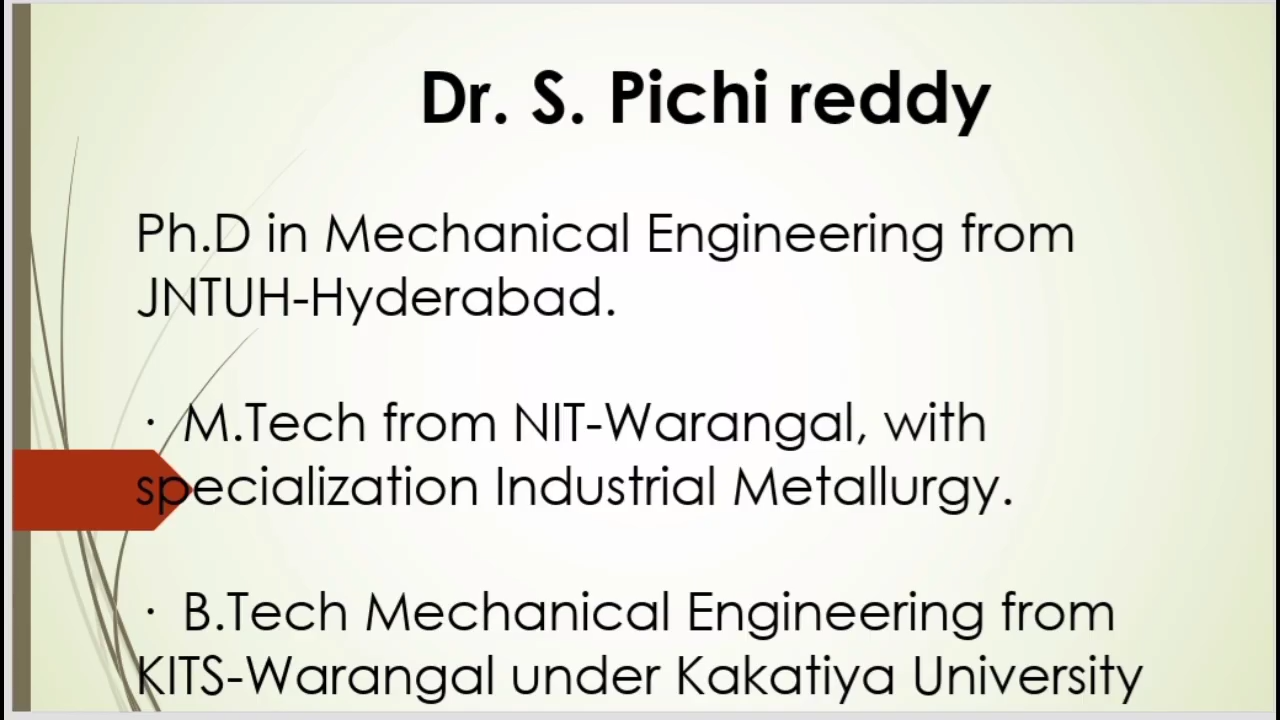 Dr. S. Pichi reddy
Ph.D in Mechanical Engineering from
JNTUH-Hyderabad.
· M.Tech from NIT-Warangal, with
specialization Industrial Metallurgy.
· B.Tech Mechanical Engineering from
KITS-Warangal under Kakatiya University